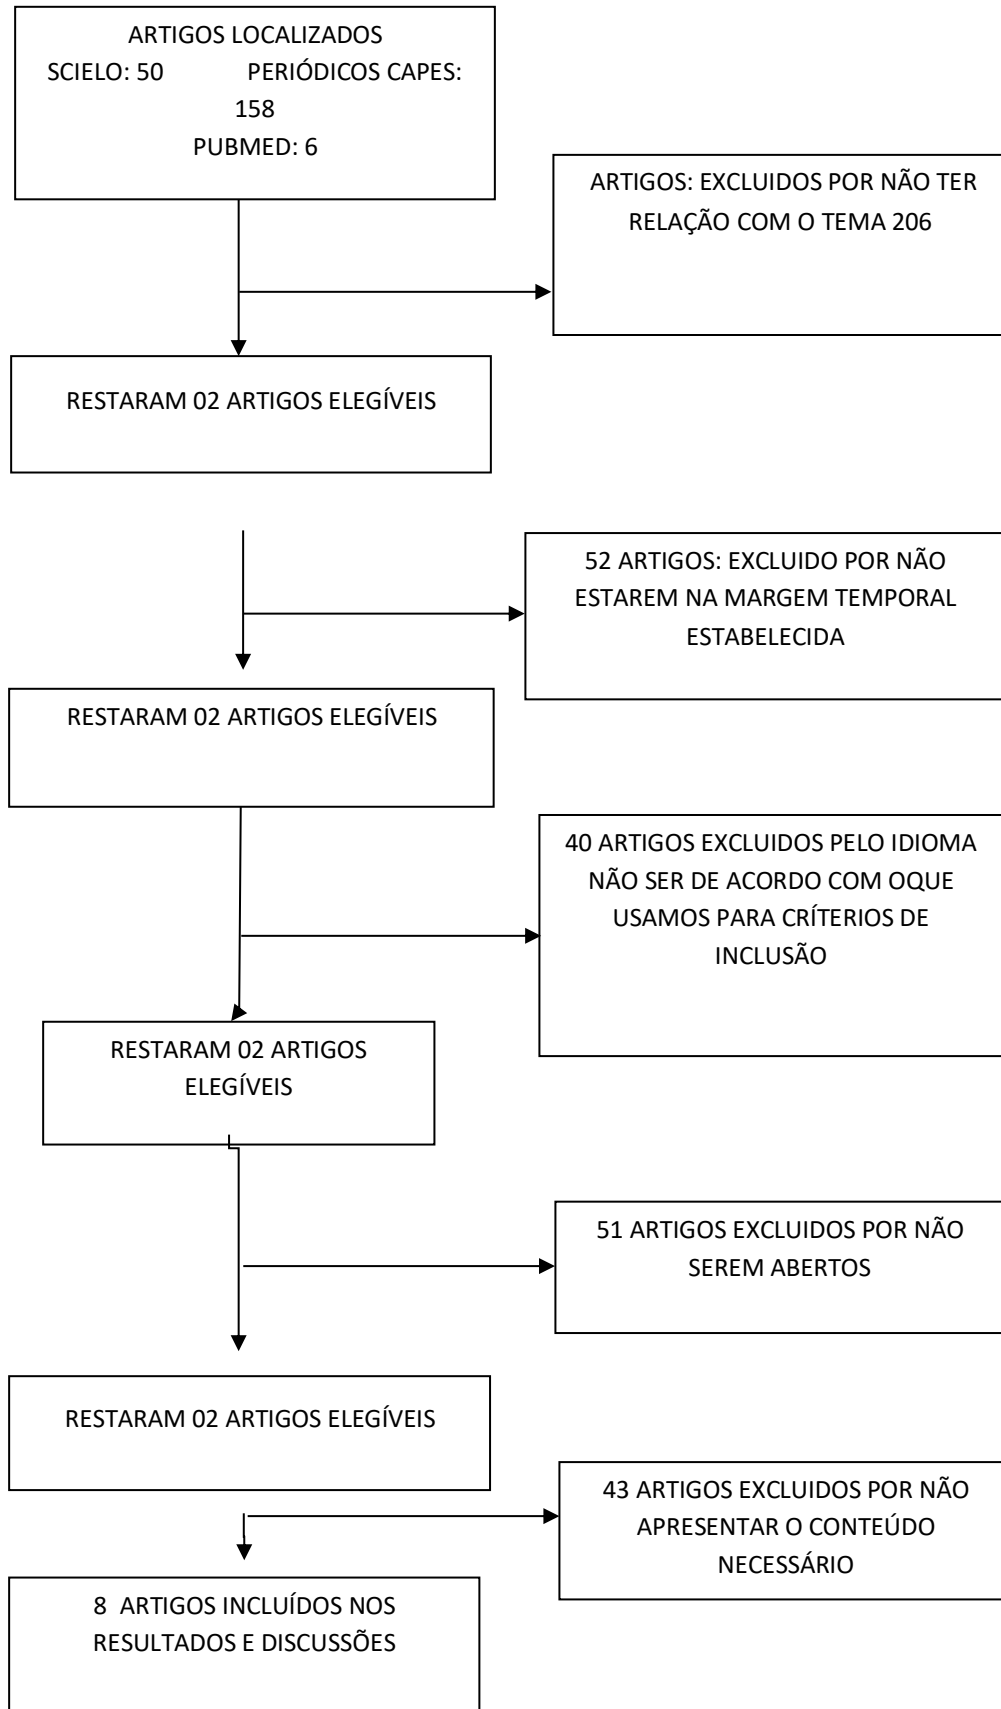 ARTIGOS LOCALIZADOS
SCIELO: 50 PERIÓDICOS CAPES:
158
PUBMED: 6
ARTIGOS: EXCLUIDOS POR NÃO TER
RELAÇÃO COM O TEMA 206
RESTARAM 02 ARTIGOS ELEGÍVEIS
52 ARTIGOS: EXCLUIDO POR NÃO
ESTAREM NA MARGEM TEMPORAL
ESTABELECIDA
RESTARAM 02 ARTIGOS ELEGÍVEIS
40 ARTIGOS EXCLUIDOS PELO IDIOMA
NÃO SER DE ACORDO COM OQUE
USAMOS PARA CRÍTERIOS DE
INCLUSÃO
RESTARAM 02 ARTIGOS
ELEGÍVEIS
51 ARTIGOS EXCLUIDOS POR NÃO
SEREM ABERTOS
RESTARAM 02 ARTIGOS ELEGÍVEIS
43 ARTIGOS EXCLUIDOS POR NÃO
APRESENTAR O CONTEÚDO
NECESSÁRIO
8 ARTIGOS INCLUÍDOS NOS
RESULTADOS E DISCUSSÕES